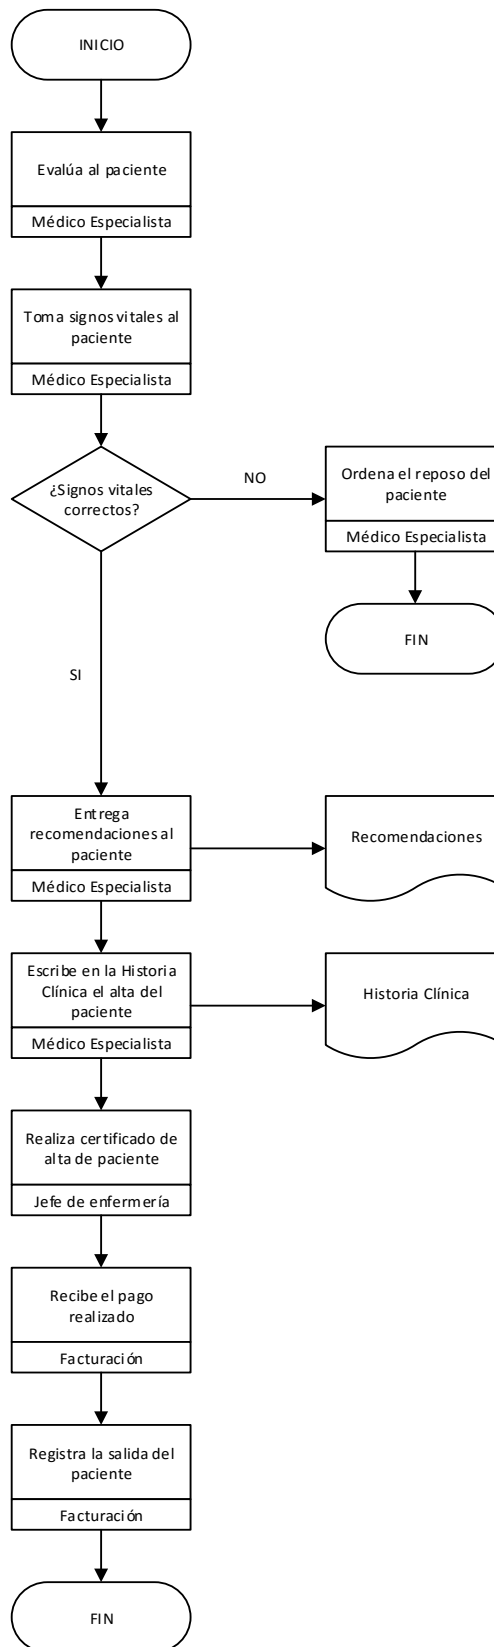 INICIO
Evalúa al paciente
Médico Especialista
Toma signos vitales al
paciente
Médico Especialista
¿Signos vitales
correctos?
NO
Ordena el reposo del
paciente
Médico Especialista
FIN
SI
Entrega
recomendaciones al
paciente
Médico Especialista
Recomendaciones
Escribe en la Historia
Clínica el alta del
paciente
Médico Especialista
Historia Clínica
Realiza certificado de
alta de paciente
Jefe de enfermería
Recibe el pago
realizado
Facturación
Registra la salida del
paciente
Facturación
FIN